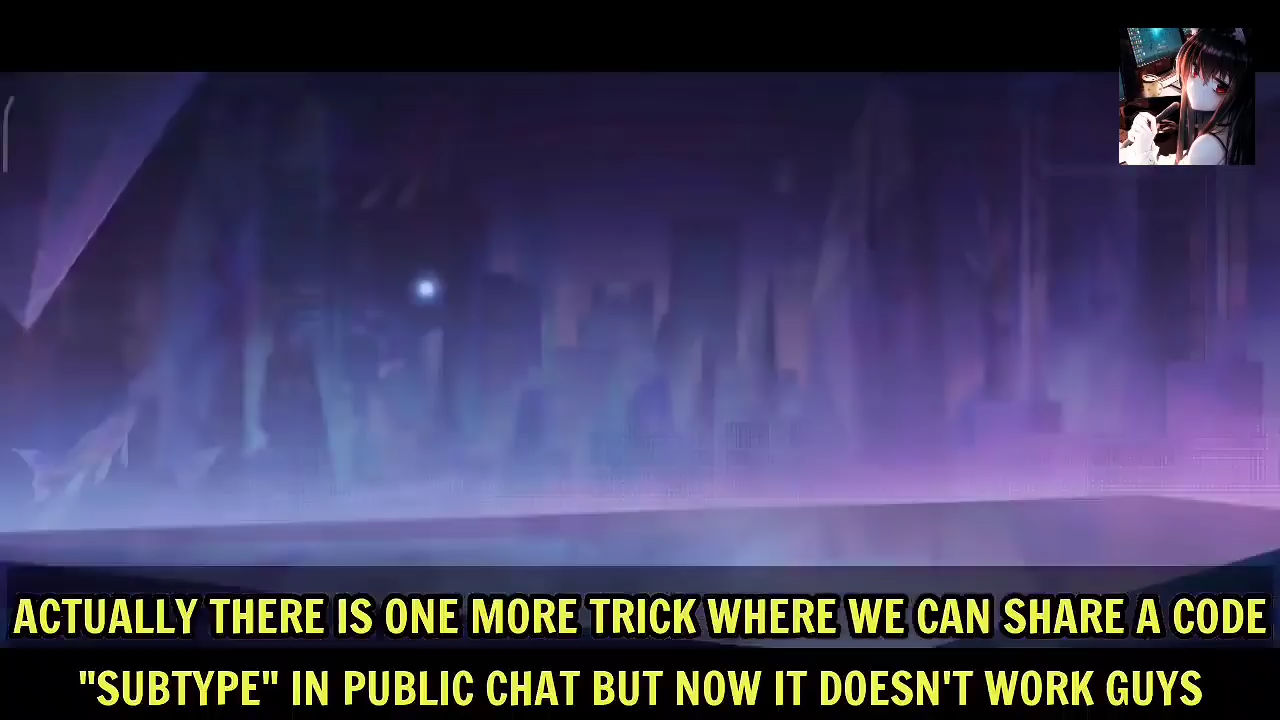 ACTUALLY THERE IS ONE MORE TRICK WHERE WE CAN SHARE A CODE
"SUBTYPE" IN PUBLIC CHAT BUT NOW IT DOESN'T WORK GUYS